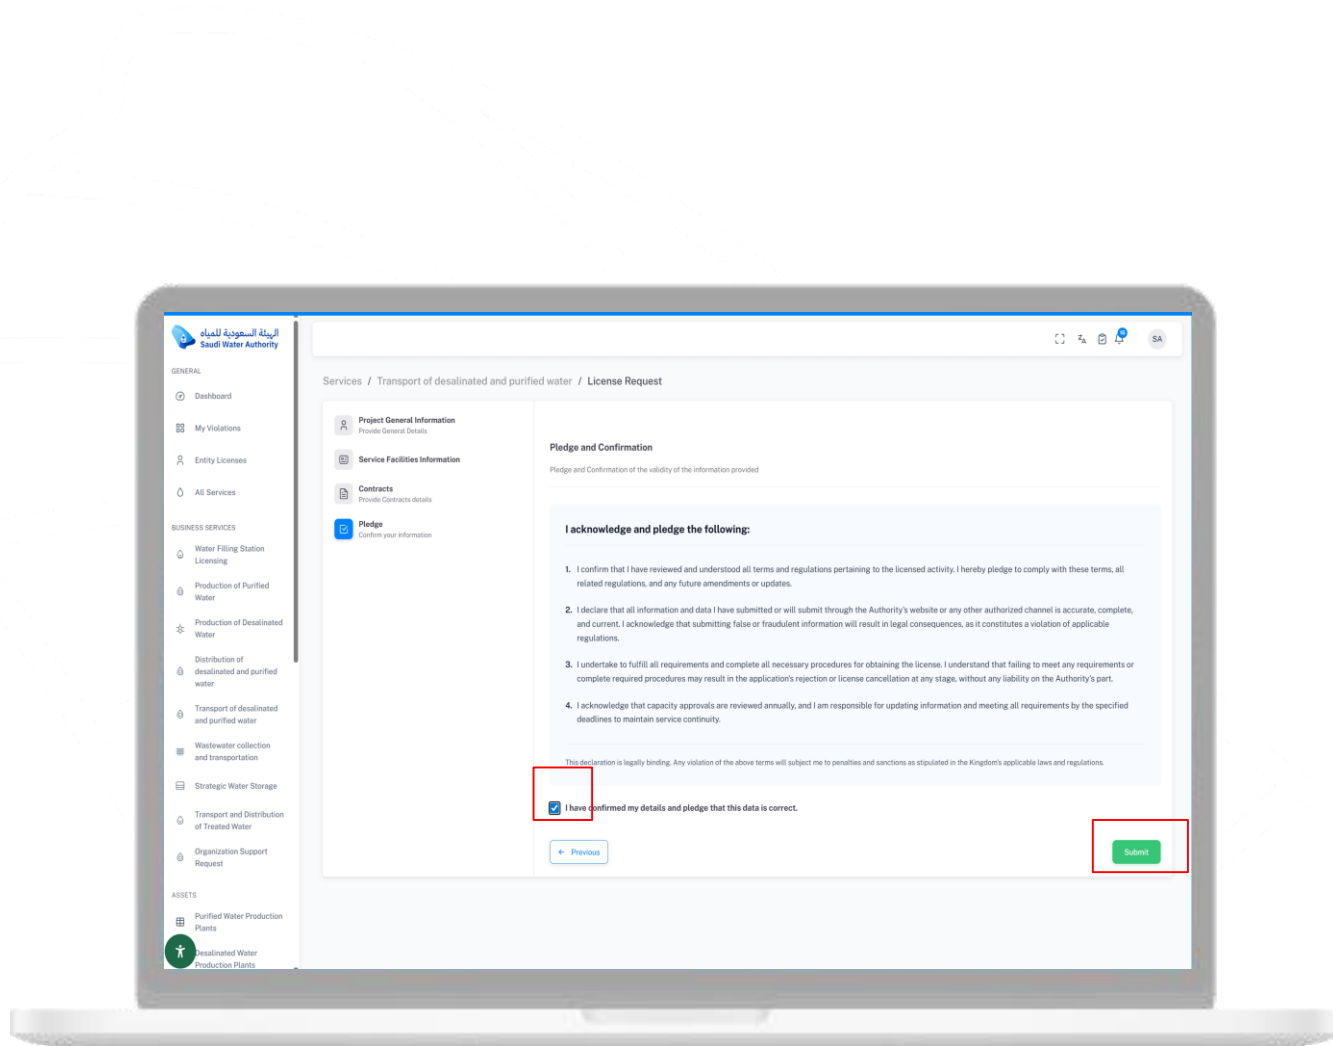 الهيئة السعودية للمياه
Saudi Water Authority
SA
GENERAL
Dashboard
My Violations
Entity Licenses
All Services
BUSINESS SERVICES
Water Filling Station
Licensing
Production of Purified
Water
Production of Desalinated
Water
Distribution of
desalinated and purified
water
Transport of desalinated
and purified water
Wastewater collection
and transportation
Strategic Water Storage
Transport and Distribution
of Treated Water
Organization Support
Request
ASSETS
Purified Water Production
Plants
Desalinated Water
Production Plants
Services / Transport of desalinated and purified water / License Request
Project General Information
Provide General Details
Service Facilities Information
Contracts
Provide Contracts details
Pledge
Confirm your information
Pledge and Confirmation
Pledge and Confirmation of the validity of the information provided
I acknowledge and pledge the following:
1. I confirm that I have reviewed and understood all terms and regulations pertaining to the licensed activity. I hereby pledge to comply with these terms, all
related regulations, and any future amendments or updates.
2. I declare that all information and data I have submitted or will submit through the Authority's website or any other authorized channel is accurate, complete,
and current. I acknowledge that submitting false or fraudulent information will result in legal consequences, as it constitutes a violation of applicable
regulations.
3. I undertake to fulfill all requirements and complete all necessary procedures for obtaining the license. I understand that failing to meet any requirements or
complete required procedures may result in the application's rejection or license cancellation at any stage, without any liability on the Authority's part.
4. I acknowledge that capacity approvals are reviewed annually, and I am responsible for updating information and meeting all requirements by the specified
deadlines to maintain service continuity.
This declaration is legally binding. Any violation of the above terms will subject me to penalties and sanctions as stipulated in the Kingdom's applicable laws and regulations.
I have confirmed my details and pledge that this data is correct.
← Previous
Submit